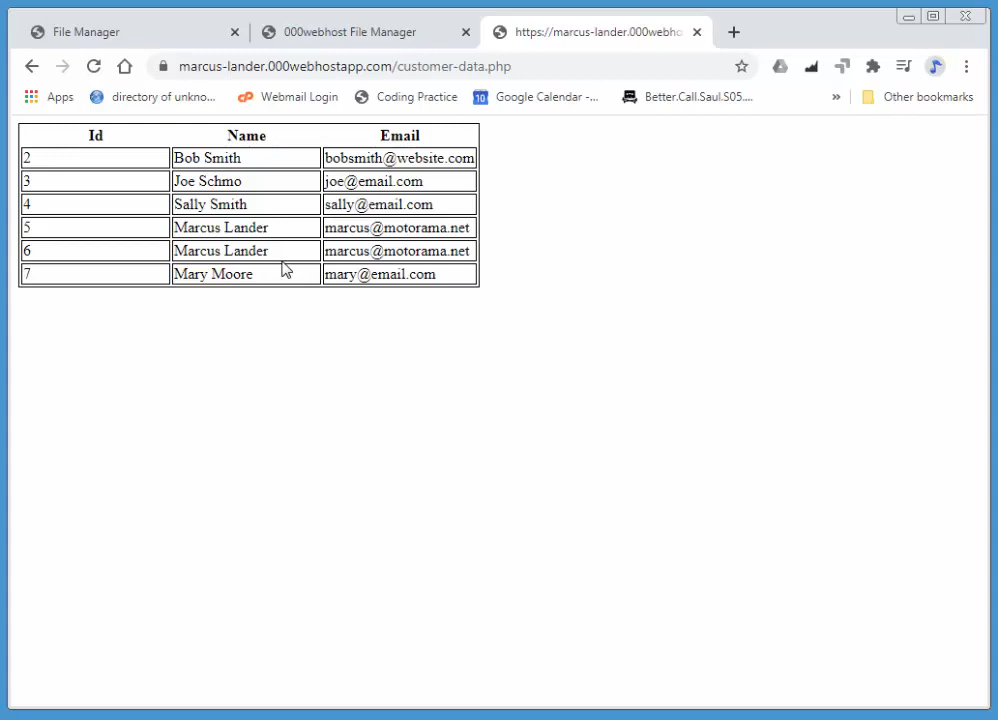 File Manager
000webhost File Manager
https://marcus-lander.000webho
marcus-lander.000webhostapp.com/customer-data.php
Apps
directory of unkno...
cP
Webmail Login
Coding Practice
10
Google Calendar -...
Better.Call.Saul.S05....
»
Other bookmarks
Id Name Email
2 Bob Smith bobsmith@website.com
3 Joe Schmo joe@email.com
4 Sally Smith sally@email.com
5 Marcus Lander marcus@motorama.net
6 Marcus Lander marcus@motorama.net
7 Mary Moore mary@email.com